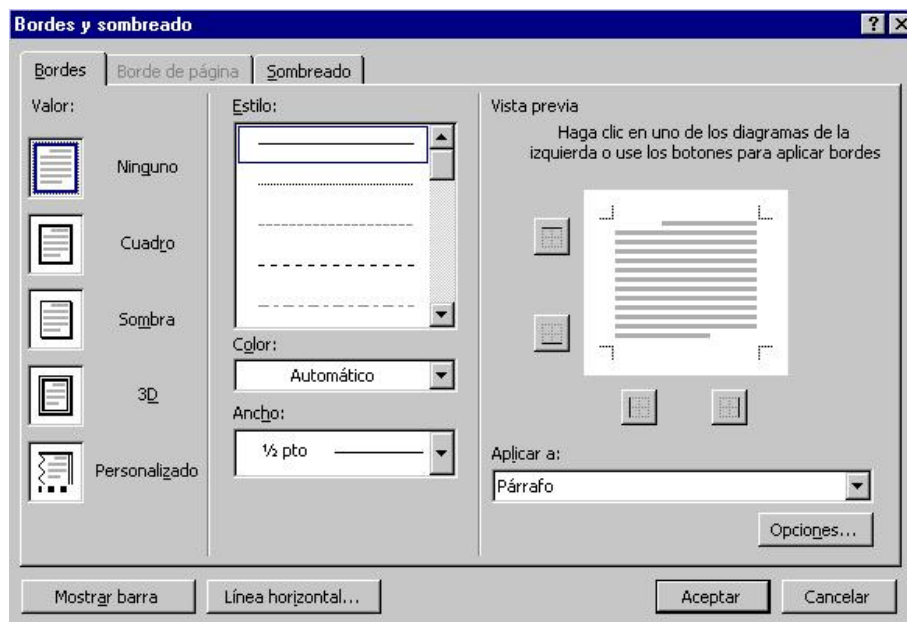 Bordes y sombreado
Bordes
Borde de página
Sombreado
Valor:
Ninguno
Cuadro
Sombra
3D
Personalizado
Estilo:
Color:
Automático
Ancho:
½ pto
Vista previa
Haga clic en uno de los diagramas de la
izquierda o use los botones para aplicar bordes
Aplicar a:
Párrafo
Opciones...
Mostrar barra
Línea horizontal...
Aceptar
Cancelar